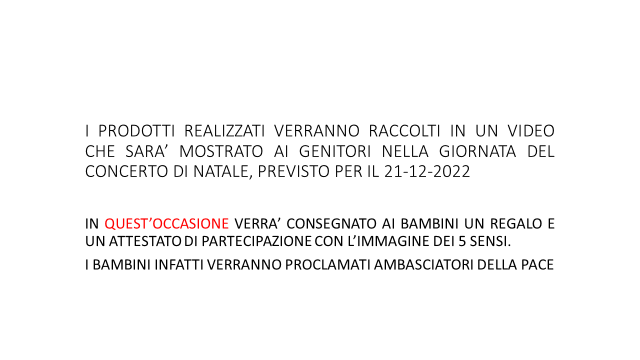 I PRODOTTI REALIZZATI VERRANNO RACCOLTI IN UN VIDEO
CHE SARA’ MOSTRATO AI GENITORI NELLA GIORNATA DEL
CONCERTO DI NATALE, PREVISTO PER IL 21-12-2022
IN QUEST’OCCASIONE VERRA’ CONSEGNATO AI BAMBINI UN REGALO E
UN ATTESTATO DI PARTECIPAZIONE CON L’IMMAGINE DEI 5 SENSI.
I BAMBINI INFATTI VERRANNO PROCLAMATI AMBASCIATORI DELLA PACE